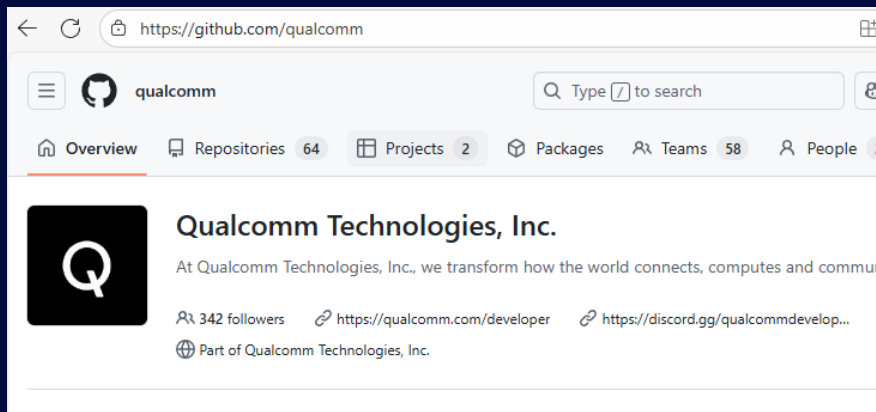 https://github.com/qualcomm
qualcomm
Type / to search
Overview Repositories 64 Projects 2 Packages Teams 58 People
Qualcomm Technologies, Inc.
At Qualcomm Technologies, Inc., we transform how the world connects, computes and
342 followers https://qualcomm.com/developer https://discord.gg/qualcommdevelop...
Part of Qualcomm Technologies, Inc.